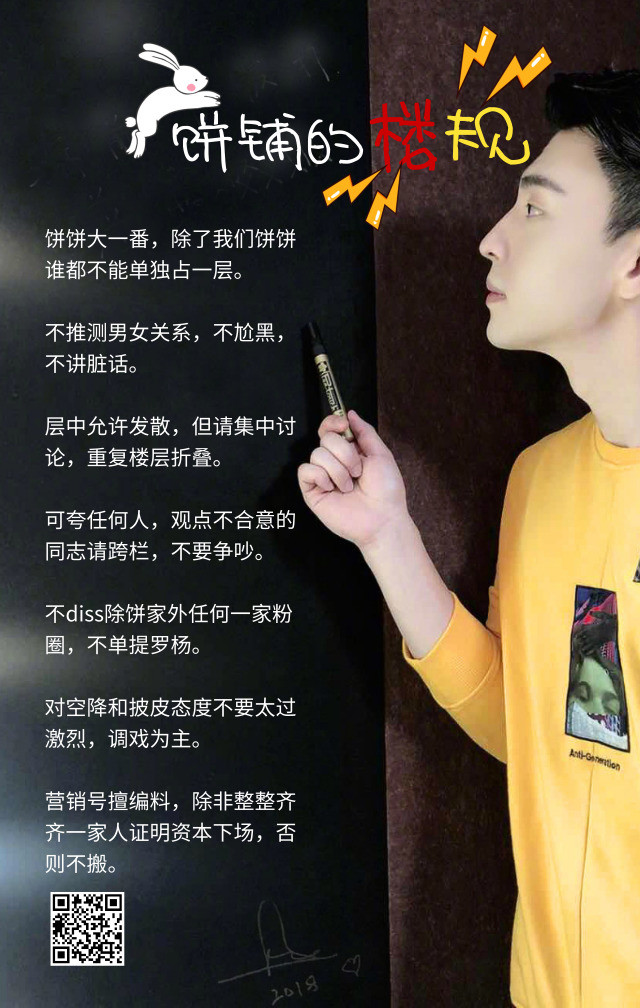 饼铺的楼规
饼饼大一番，除了我们饼饼
谁都不能单独占一层。
不推测男女关系，不尬黑，
不讲脏话。
层中允许发散，但请集中讨
论，重复楼层折叠。
可夸任何人，观点不合意的
同志请跨栏，不要争吵。
不diss除饼家外任何一家粉
圈，不单提罗杨。
对空降和披皮态度不要太过
激烈，调戏为主。
营销号擅编料，除非整整齐
齐一家人证明资本下场，否
则不搬。
Anti-Generation
2018